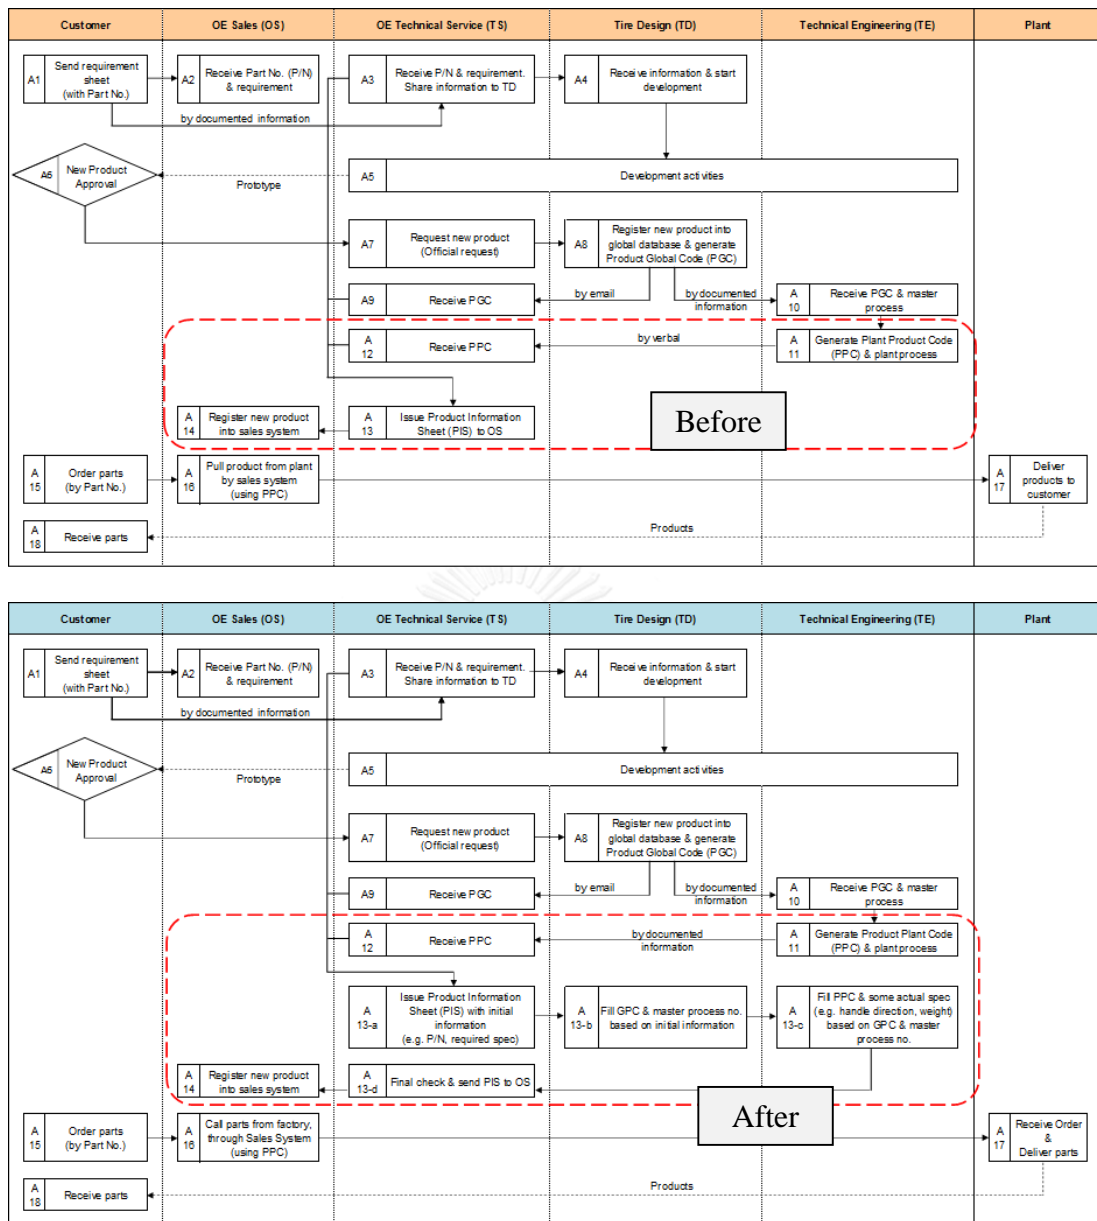 Customer
OE Sales (OS)
OE Technical Service (TS)
Tire Design (TD)
Technical Engineering (TE)
Plant
A1
Send requirement
sheet
(with Part No.)
A2
Receive Part No. (P/N)
& requirement
A3
Receive P/N & requirement.
Share information to TD
A4
Receive information & start
development
by documented information
A6
New Product
Approval
Prototype
A5
Development activities
A7
Request new product
(Official request)
A8
Register new product into
global database & generate
Product Global Code (PGC)
A9
Receive PGC
by email
by documented
information
A
10
Receive PGC & master
process
A
12
Receive PPC
by verbal
A
11
Generate Plant Product Code
(PPC) & plant process
A
14
Register new product
into sales system
A
13
Issue Product Information
Sheet (PIS) to OS
Before
A
15
Order parts
(by Part No.)
A
16
Pull product from plant
by sales system
(using PPC)
A
17
Deliver
products to
customer
A
18
Receive parts
Products
Customer
OE Sales (OS)
OE Technical Service (TS)
Tire Design (TD)
Technical Engineering (TE)
Plant
A1
Send requirement
sheet
(with Part No.)
A2
Receive Part No. (P/N)
& requirement
A3
Receive P/N & requirement.
Share information to TD
A4
Receive information & start
development
by documented information
A6
New Product
Approval
Prototype
A5
Development activities
A7
Request new product
(Official request)
A8
Register new product into
global database & generate
Product Global Code (PGC)
A9
Receive PGC
by email
by documented
information
A
10
Receive PGC & master
process
A
12
Receive PPC
by documented
information
A
11
Generate Product Plant Code
(PPC) & plant process
A
13-a
Issue Product Information
Sheet (PIS) with initial
information
(e.g. P/N, required spec)
A
13-b
Fill GPC & master process no.
based on initial information
A
13-c
Fill PPC & some actual spec
(e.g. handle direction, weight)
based on GPC & master
process no.
A
14
Register new product
into sales system
A
13-d
Final check & send PIS to OS
After
A
15
Order parts
(by Part No.)
A
16
Call parts from factory,
through Sales System
(using PPC)
A
17
Receive Order
&
Deliver parts
A
18
Receive parts
Products